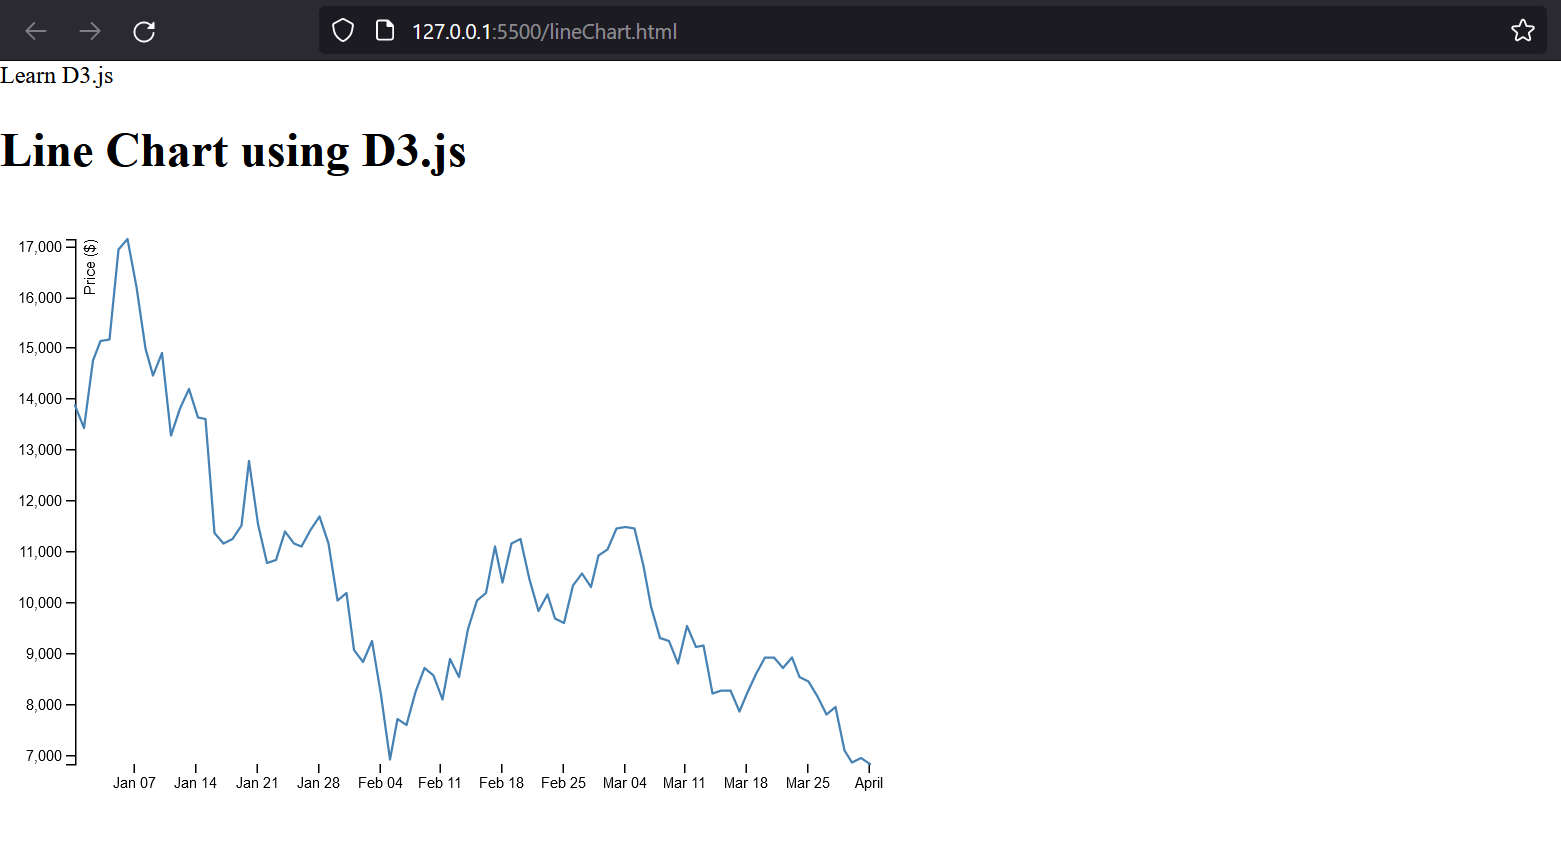 127.0.0.1:5500/lineChart.html
Learn D3.js
Line Chart using D3.js
Price ($)
17,000
16,000
15,000
14,000
13,000
12,000
11,000
10,000
9,000
8,000
7,000
Jan 07 Jan 14 Jan 21 Jan 28 Feb 04 Feb 11 Feb 18 Feb 25 Mar 04 Mar 11 Mar 18 Mar 25 April